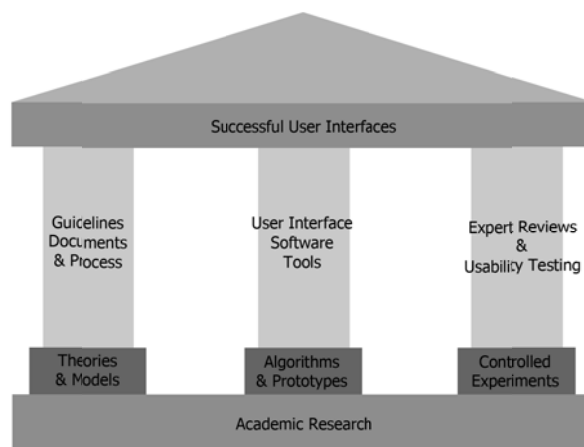 Successful User Interfaces
Guidelines
Documents
& Process
User Interface
Software
Tools
Expert Reviews
&
Usability Testing
Theories
& Models
Algorithms
& Prototypes
Controlled
Experiments
Academic Research